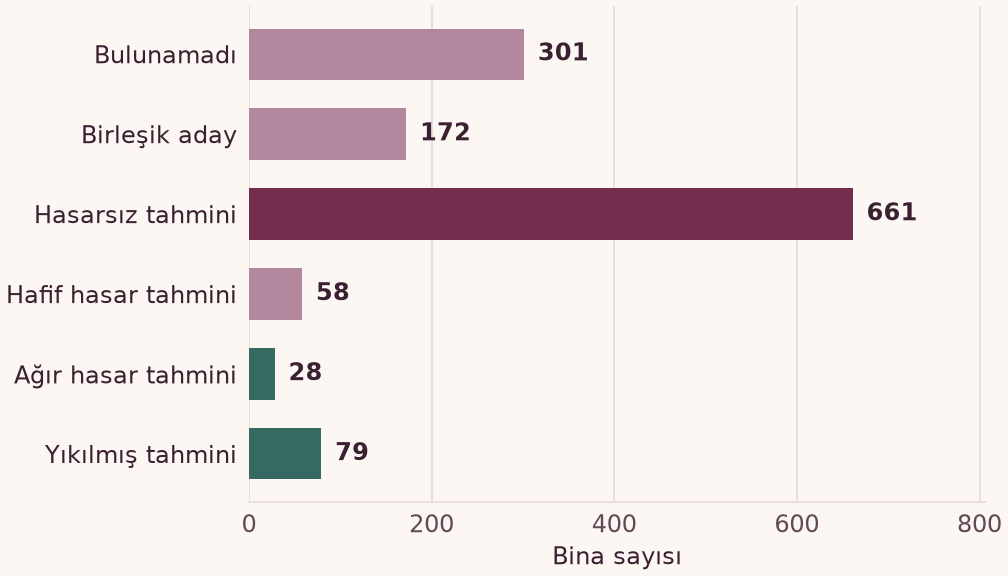 Bulunamadı 301
Birleşik aday 172
Hasarsız tahmini 661
Hafif hasar tahmini 58
Ağır hasar tahmini 28
Yıkılmış tahmini 79
0 200 400 600 800
Bina sayısı